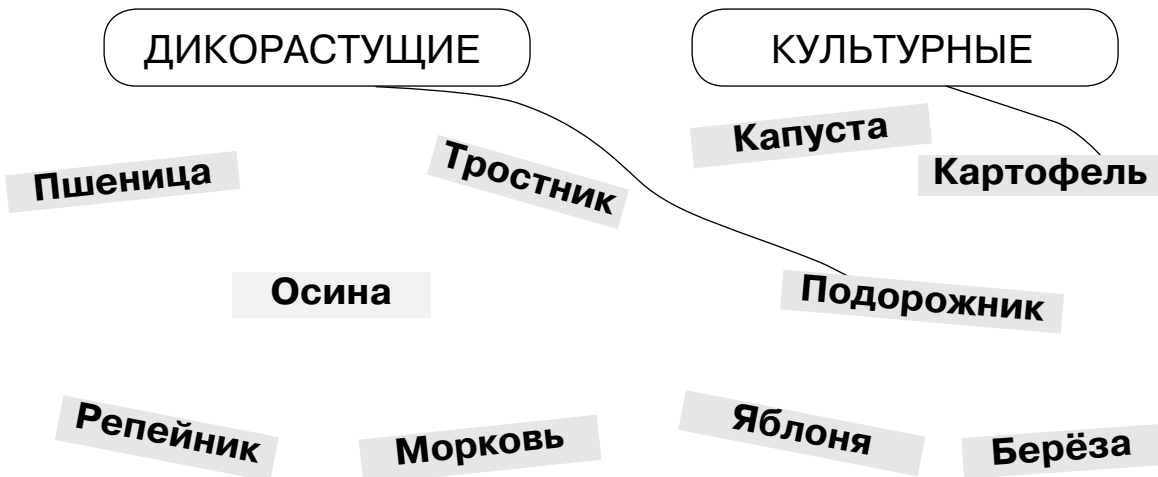 ДИКОРАСТУЩИЕ
КУЛЬТУРНЫЕ
Капуста
Пшеница
Тростник
Картофель
Осина
Подорожник
Репейник
Морковь
Яблоня
Берёза